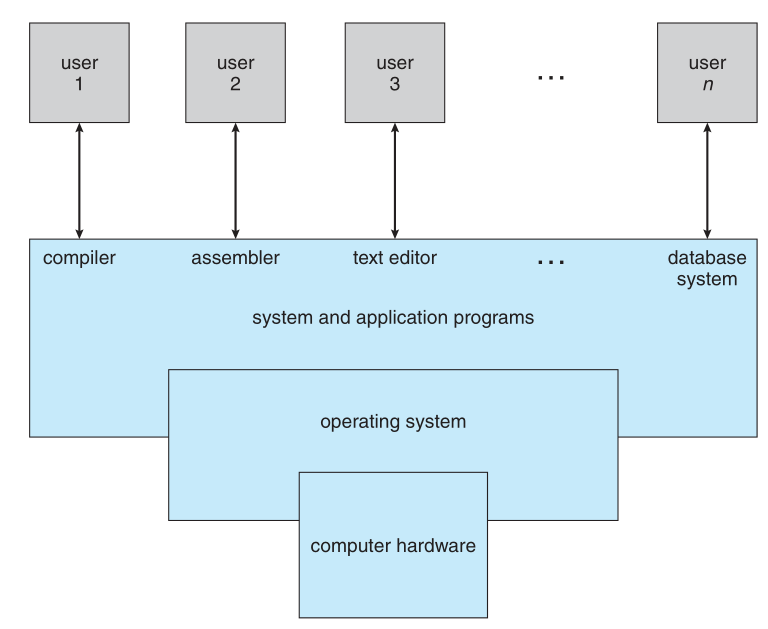 user
1
user
2
user
3
...
user
n
compiler
assembler
text editor
...
database
system
system and application programs
operating system
computer hardware